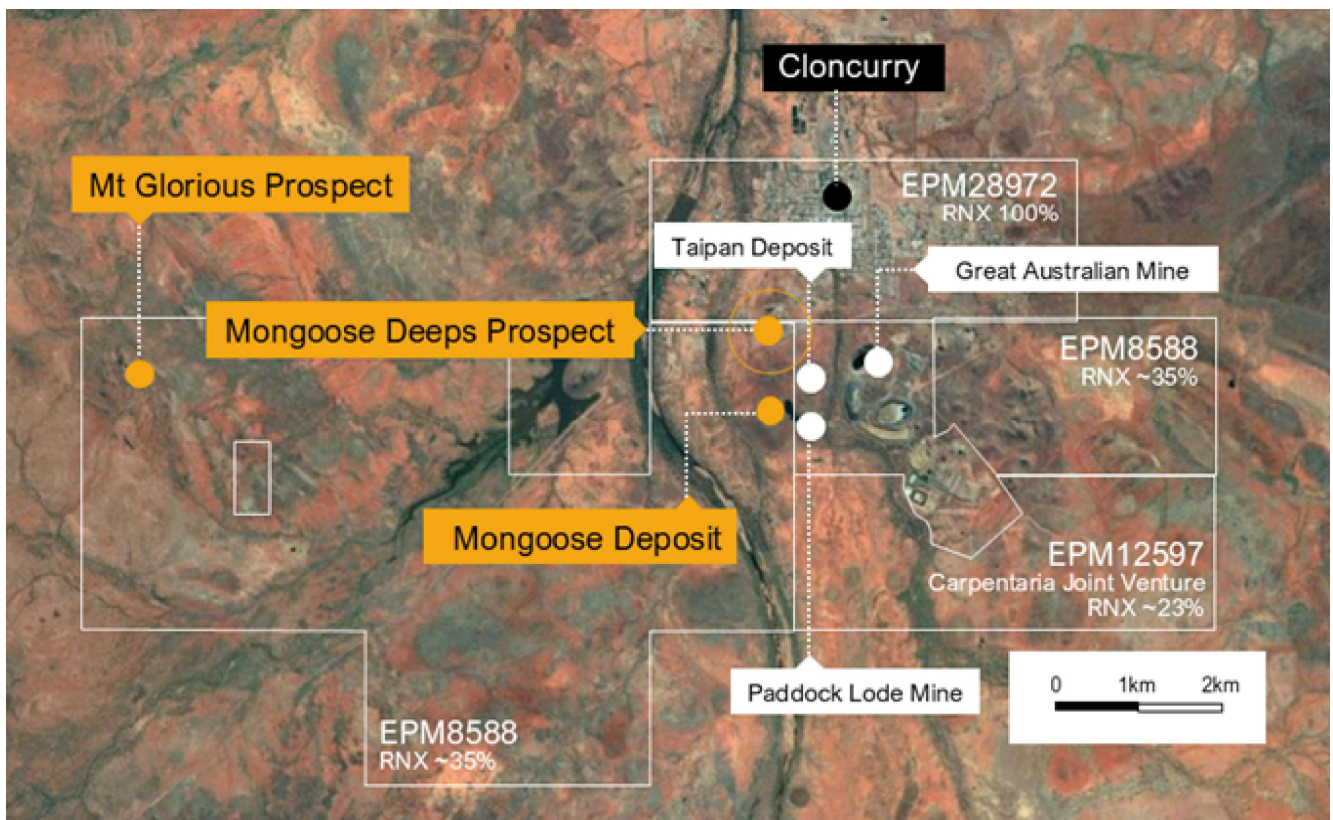 Cloncurry
Mt Glorious Prospect
EPM28972
RNX 100%
Taipan Deposit
Great Australian Mine
Mongoose Deeps Prospect
EPM8588
RNX ~35%
Mongoose Deposit
EPM12597
Carpentaria Joint Venture
RNX ~23%
Paddock Lode Mine
0 1km 2km
EPM8588
RNX ~35%